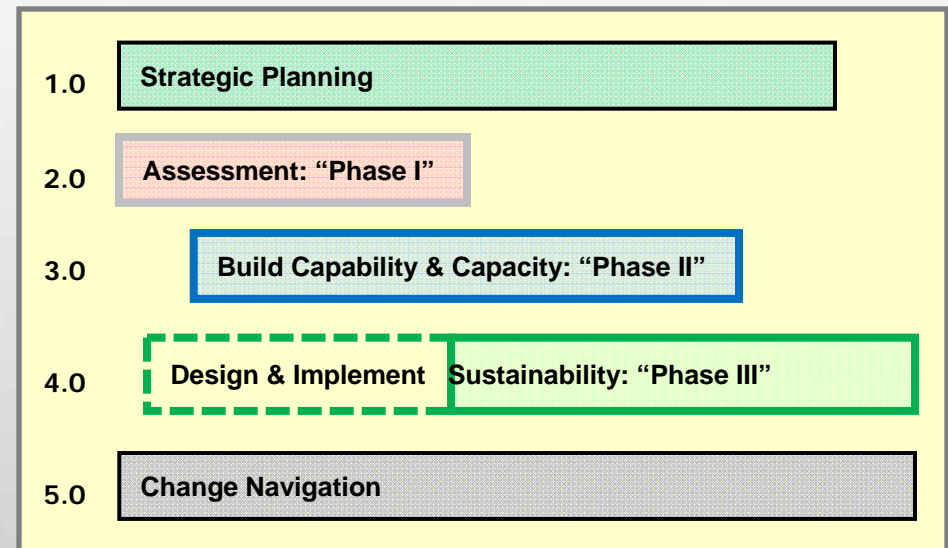 1.0 Strategic Planning
2.0 Assessment: “Phase I”
3.0 Build Capability & Capacity: “Phase II”
4.0 Design & Implement Sustainability: “Phase III”
5.0 Change Navigation